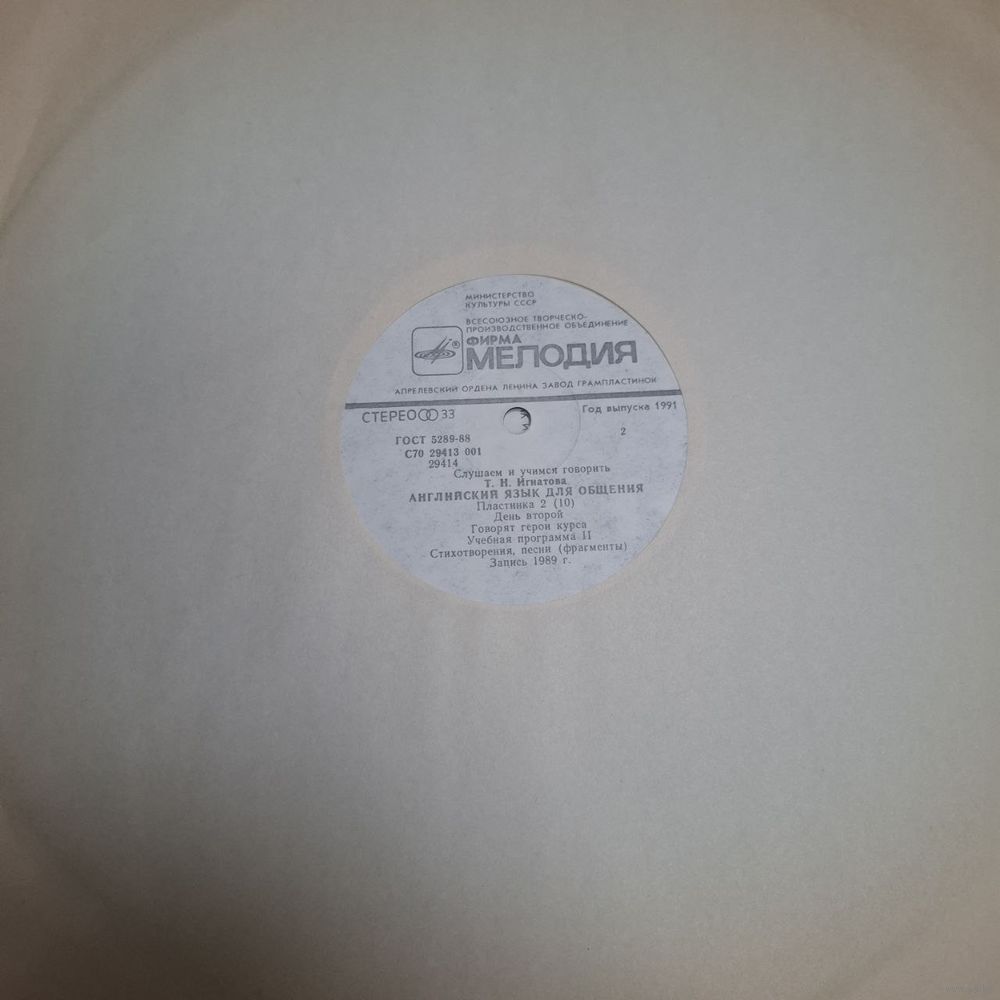 МИНИСТЕРСТВО
КУЛЬТУРЫ СССР
ВСЕСОЮЗНОЕ ТВОРЧЕСКО-
ПРОИЗВОДСТВЕННОЕ ОБЪЕДИНЕНИЕ
ФИРМА
®
МЕЛОДИЯ
АПРЕЛЕВСКИЙ ОРДЕНА ЛЕНИНА ЗАВОД ГРАМПЛАСТИНОК
СТЕРЕО 33
Год выпуска 1991
ГОСТ 5289-88
2
С70 29413 001
29414
Слушаем и учимся говорить
Т. Н. Игнатова
АНГЛИЙСКИЙ ЯЗЫК ДЛЯ ОБЩЕНИЯ
Пластинка 2 (10)
День второй
Говорят герои курса
Учебная программа II
Стихотворения, песни (фрагменты)
Запись 1989 г.